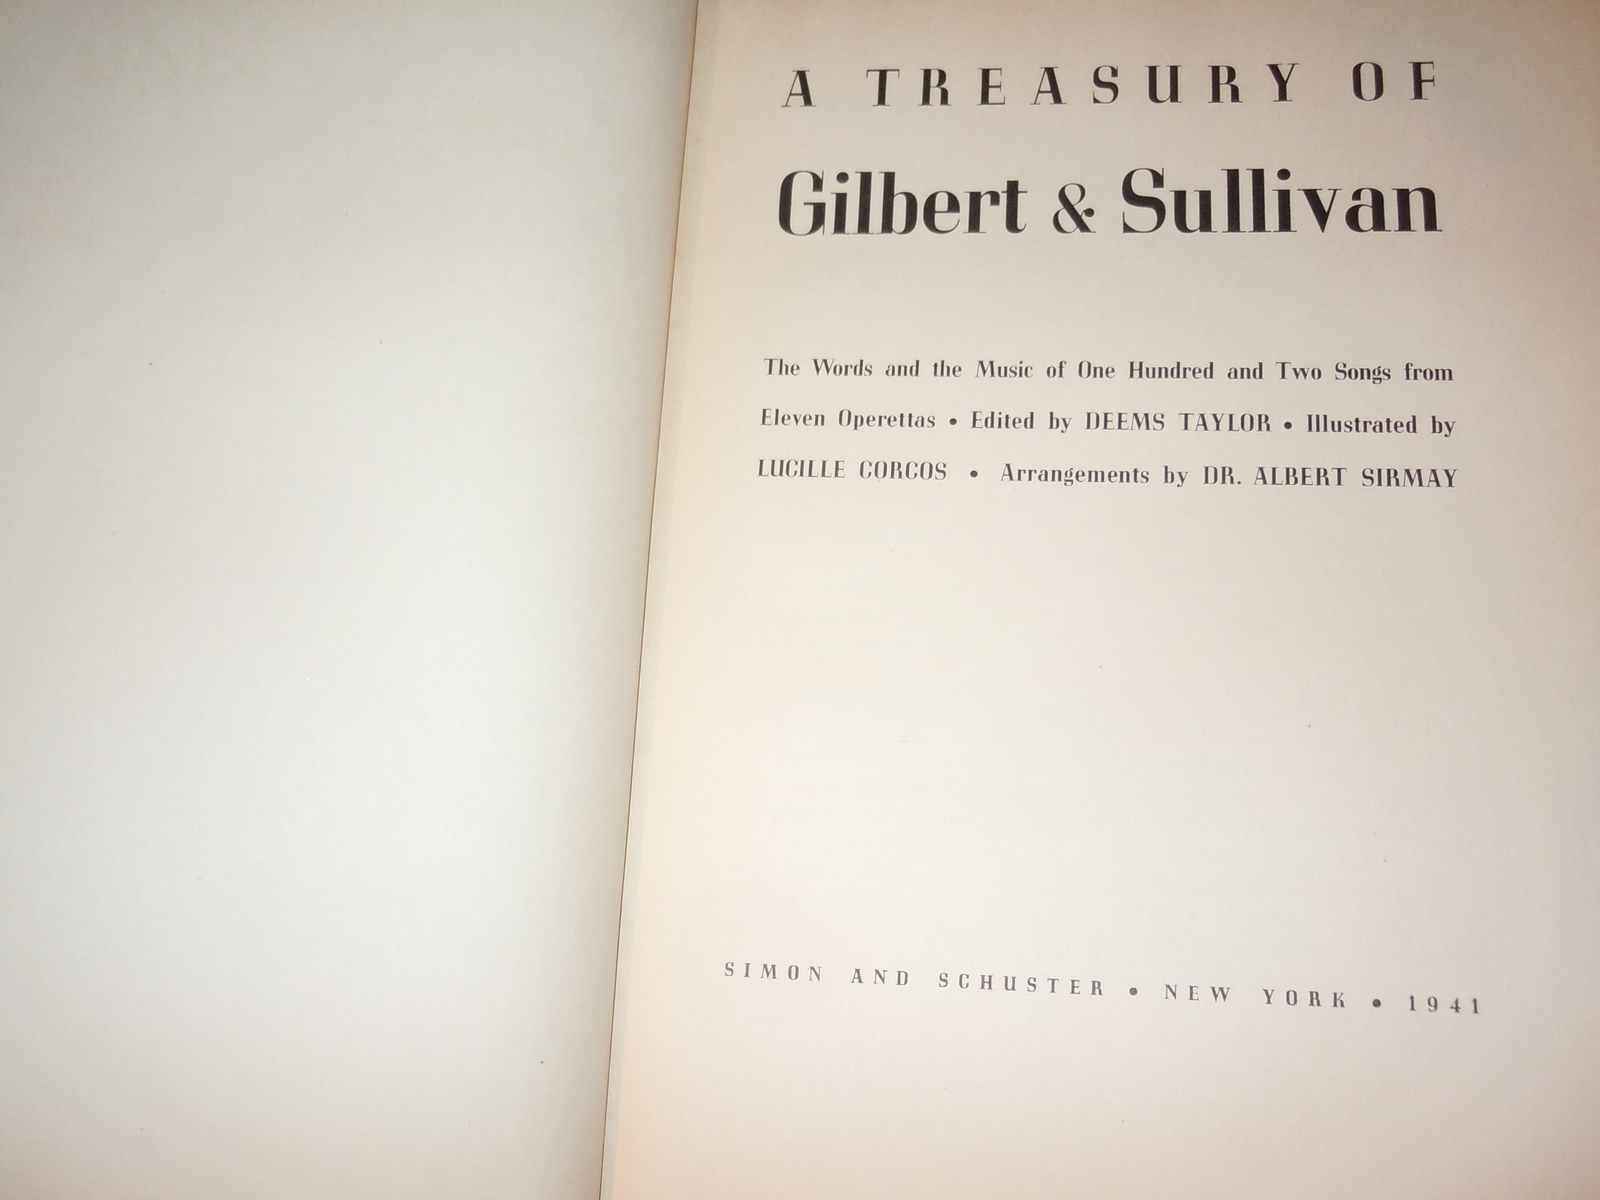 A TREASURY OF
Gilbert & Sullivan
The Words and the Music of One Hundred and Two Songs from
Eleven Operettas • Edited by DEEMS TAYLOR • Illustrated by
LUCILLE CORCOS • Arrangements by DR. ALBERT SIRMAY
SIMON AND SCHUSTER • NEW YORK • 1941